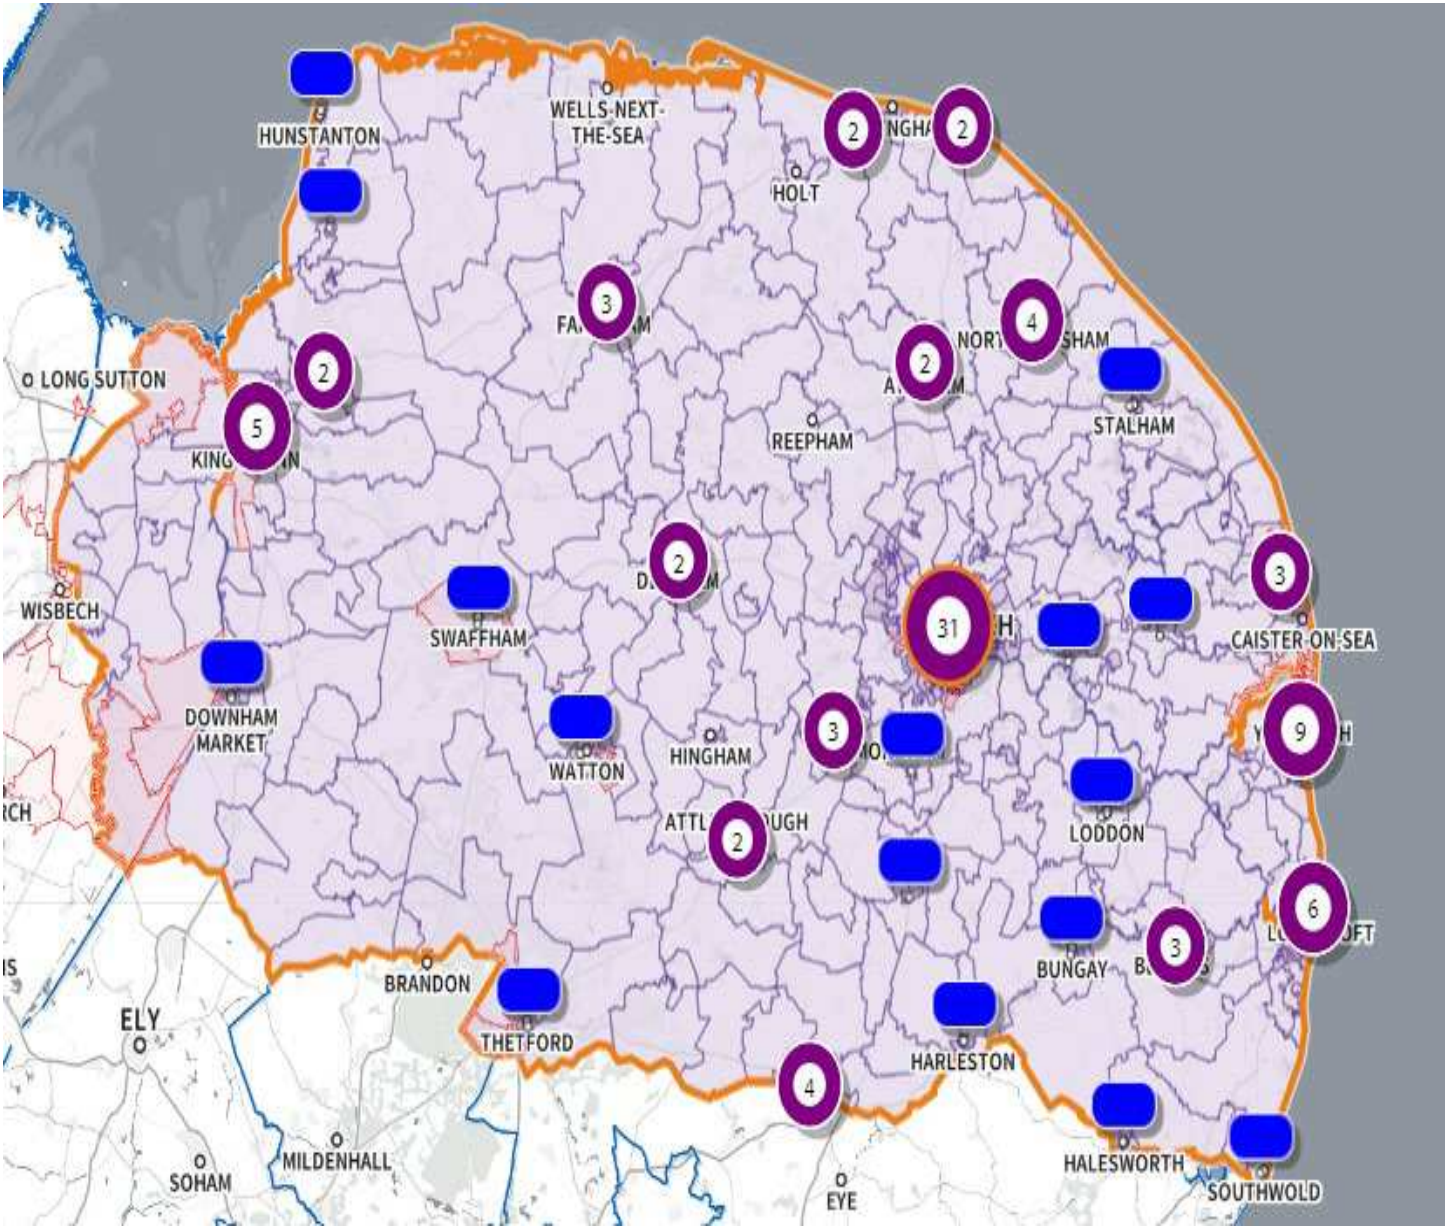 HUNSTANTON
WELLS-NEXT-
THE-SEA
2
2
HOLT
3
4
2
2
LONG SUTTON
5
REEPHAM
STALHAM
2
3
WISBECH
SWAFFHAM
31
H
CAISTER-ON-SEA
DOWNHAM
MARKET
WATTON
HINGHAM
3
9
2
LODDON
6
BRANDON
BUNGAY
3
ELY
THETFORD
HARLESTON
4
MILDENHALL
HALESWORTH
SOHAM
EYE
SOUTHWOLD